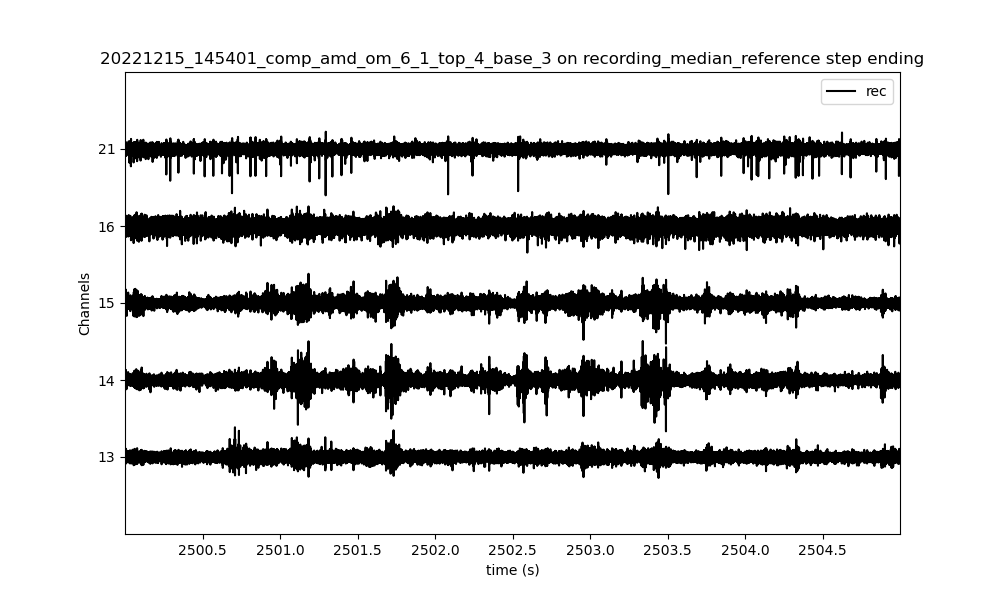 20221215_145401_comp_amd_om_6_1_top_4_base_3 on recording_median_reference step ending
rec
21
16
15
14
13
Channels
2500.5 2501.0 2501.5 2502.0 2502.5 2503.0 2503.5 2504.0 2504.5
time (s)